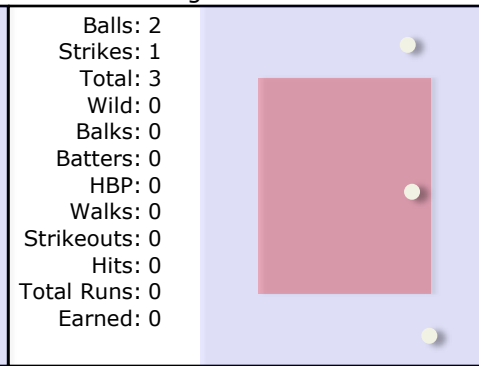 Balls: 2
Strikes: 1
Total: 3
Wild: 0
Balks: 0
Batters: 0
HBP: 0
Walks: 0
Strikeouts: 0
Hits: 0
Total Runs: 0
Earned: 0